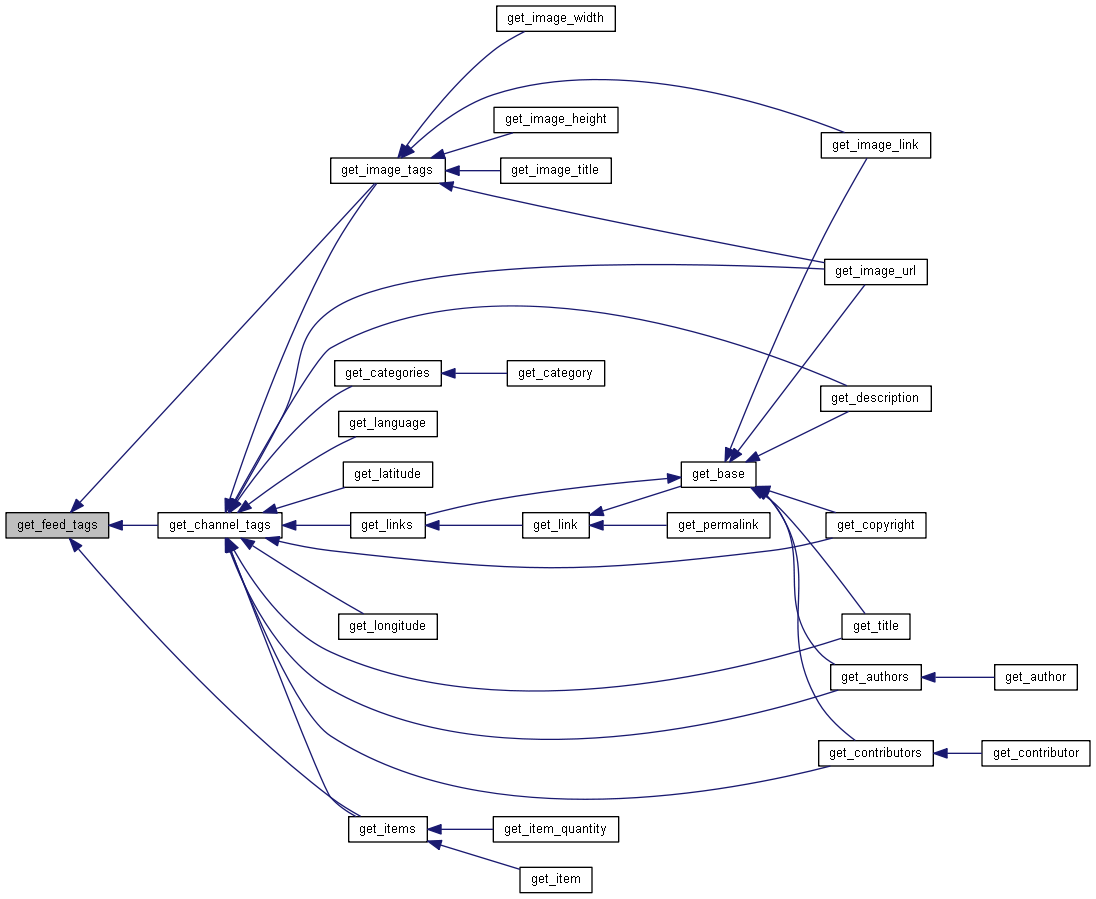 get_image_width
get_image_height
get_image_link
get_image_tags
get_image_title
get_image_url
get_categories
get_category
get_description
get_language
get_latitude
get_base
get_feed_tags
get_channel_tags
get_links
get_link
get_permalink
get_copyright
get_longitude
get_title
get_authors
get_author
get_contributors
get_contributor
get_items
get_item_quantity
get_item